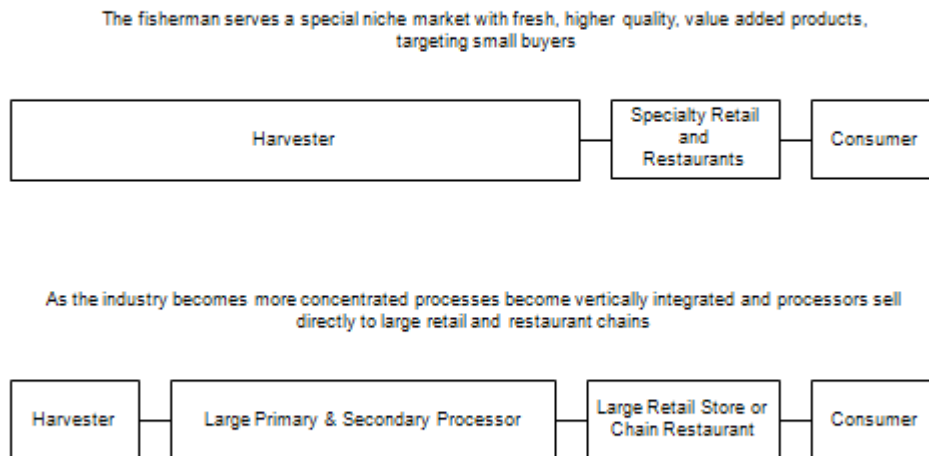 The fisherman serves a special niche market with fresh, higher quality, value added products,
targeting small buyers
Harvester
Specialty Retail
and
Restaurants
Consumer
As the industry becomes more concentrated processes become vertically integrated and processors sell
directly to large retail and restaurant chains
Harvester
Large Primary & Secondary Processor
Large Retail Store or
Chain Restaurant
Consumer